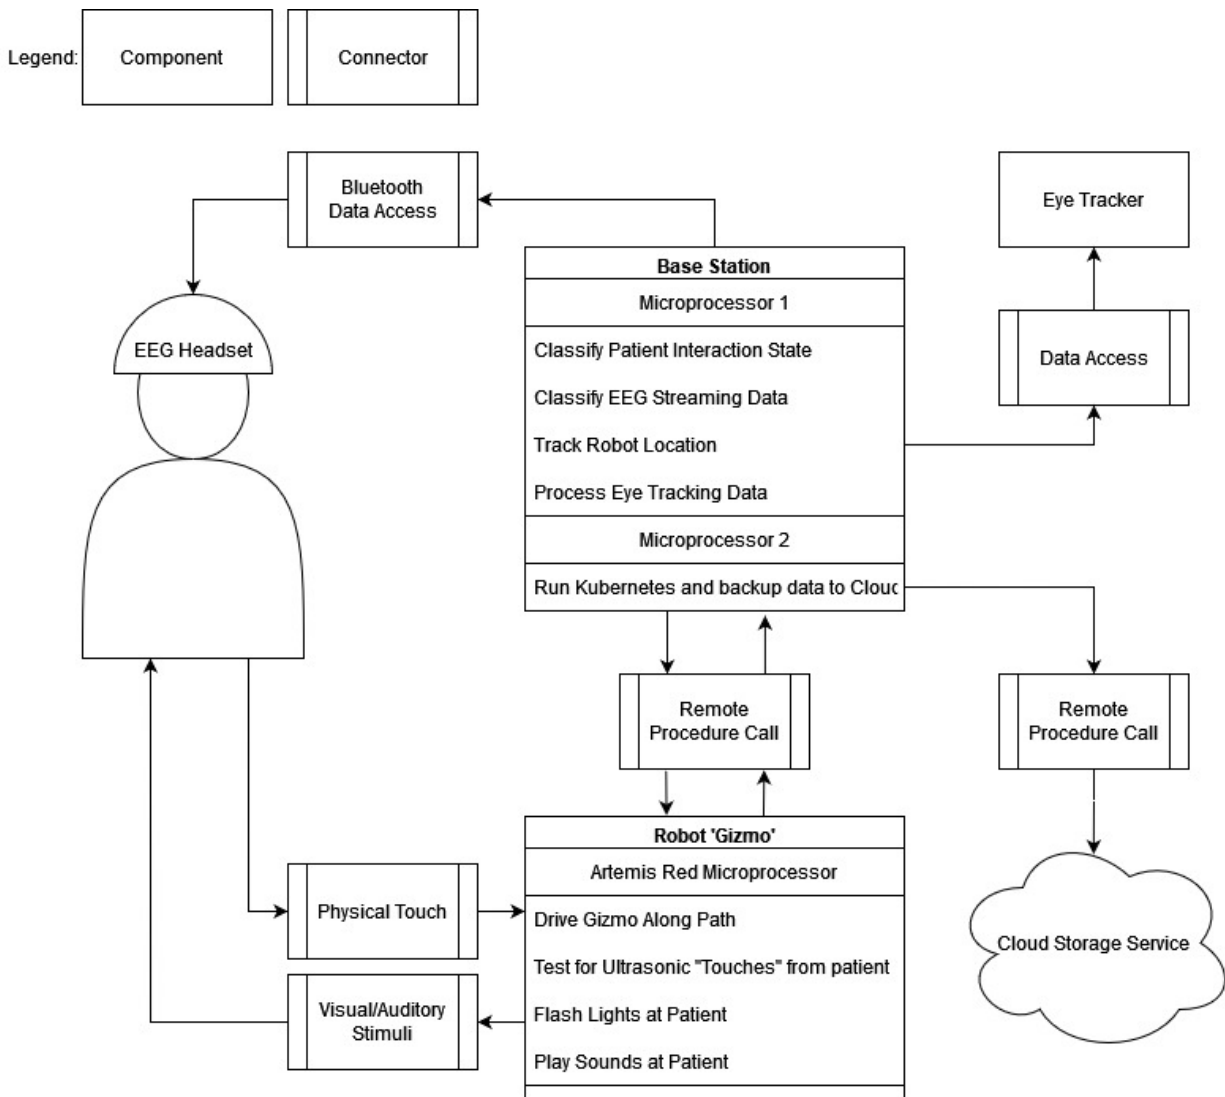 Legend:
Component
Connector
Bluetooth
Data Access
Eye Tracker
Base Station
Microprocessor 1
EEG Headset
Classify Patient Interaction State
Data Access
Classify EEG Streaming Data
Track Robot Location
Process Eye Tracking Data
Microprocessor 2
Run Kubernetes and backup data to Clouc
Remote
Procedure Call
Remote
Procedure Call
Robot 'Gizmo'
Artemis Red Microprocessor
Physical Touch
Drive Gizmo Along Path
Cloud Storage Service
Test for Ultrasonic "Touches" from patient
Visual/Auditory
Stimuli
Flash Lights at Patient
Play Sounds at Patient